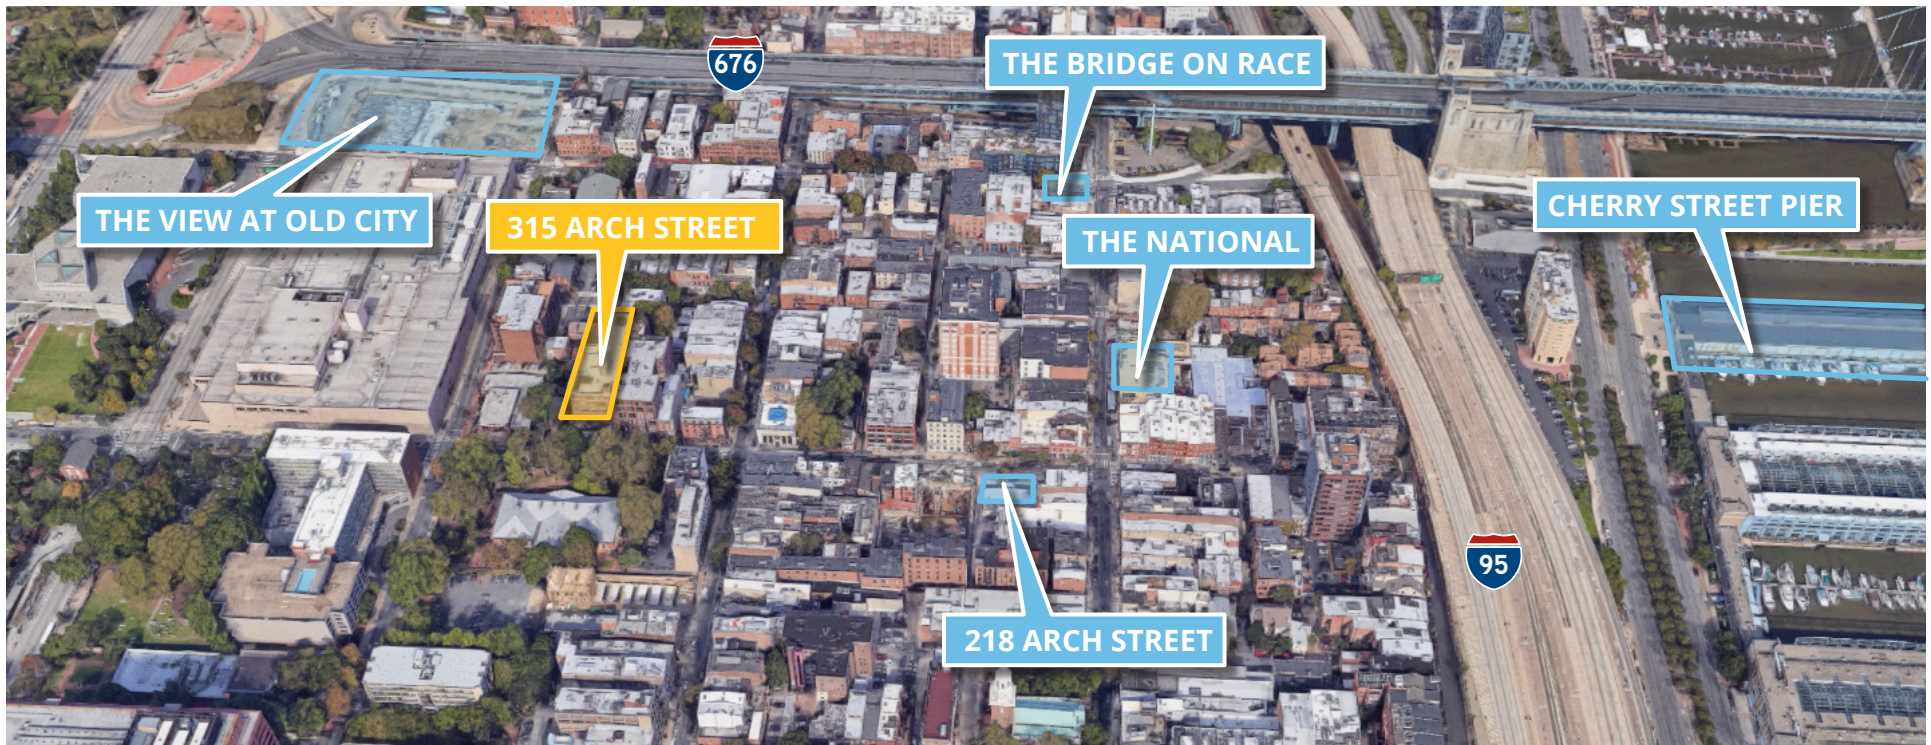 676
THE BRIDGE ON RACE
THE VIEW AT OLD CITY
315 ARCH STREET
CHERRY STREET PIER
THE NATIONAL
95
218 ARCH STREET